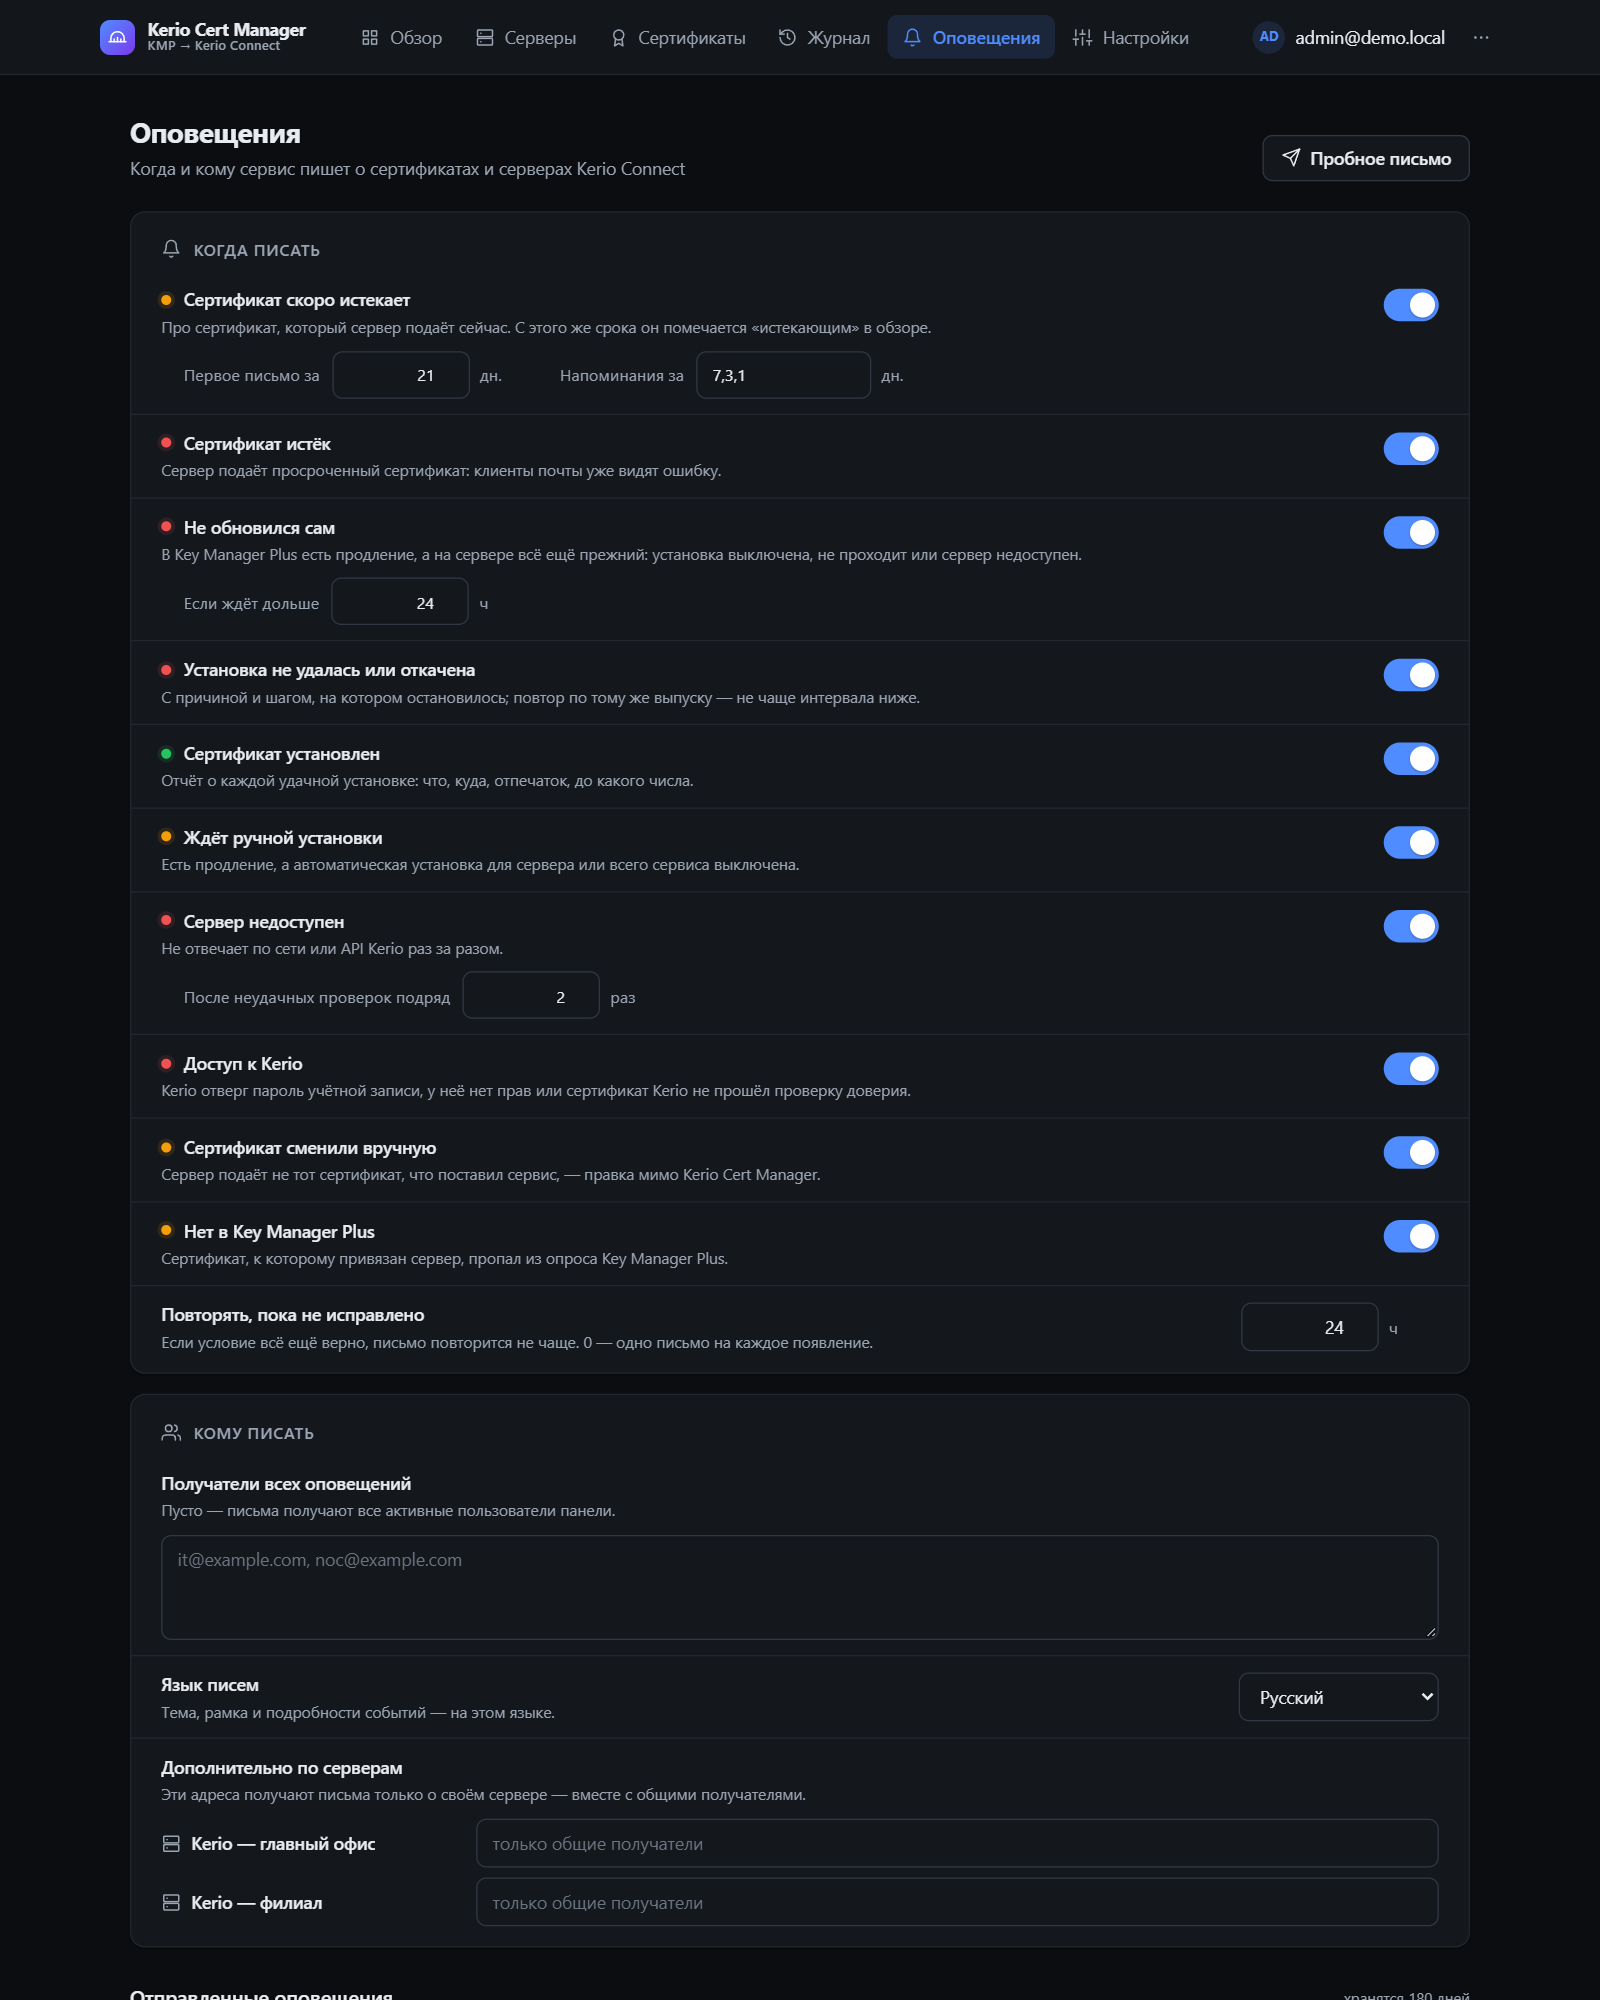 Kerio Cert Manager
KMP → Kerio Connect
Обзор
Серверы
Сертификаты
Журнал
Оповещения
Настройки
AD
admin@demo.local
Оповещения
Когда и кому сервис пишет о сертификатах и серверах Kerio Connect
Пробное письмо
КОГДА ПИСАТЬ
Сертификат скоро истекает
Про сертификат, который сервер подаёт сейчас. С этого же срока он помечается «истекающим» в обзоре.
Первое письмо за 21 дн. Напоминания за 7,3,1 дн.
Сертификат истёк
Сервер подаёт просроченный сертификат: клиенты почты уже видят ошибку.
Не обновился сам
В Key Manager Plus есть продление, а на сервере всё ещё прежний: установка выключена, не проходит или сервер недоступен.
Если ждёт дольше 24 ч
Установка не удалась или откачена
С причиной и шагом, на котором остановилось; повтор по тому же выпуску — не чаще интервала ниже.
Сертификат установлен
Отчёт о каждой удачной установке: что, куда, отпечаток, до какого числа.
Ждёт ручной установки
Есть продление, а автоматическая установка для сервера или всего сервиса выключена.
Сервер недоступен
Не отвечает по сети или API Kerio раз за разом.
После неудачных проверок подряд 2 раз
Доступ к Kerio
Kerio отверг пароль учётной записи, у неё нет прав или сертификат Kerio не прошёл проверку доверия.
Сертификат сменили вручную
Сервер подаёт не тот сертификат, что поставил сервис, — правка мимо Kerio Cert Manager.
Нет в Key Manager Plus
Сертификат, к которому привязан сервер, пропал из опроса Key Manager Plus.
Повторять, пока не исправлено
Если условие всё ещё верно, письмо повторится не чаще. 0 — одно письмо на каждое появление.
24 ч
КОМУ ПИСАТЬ
Получатели всех оповещений
Пусто — письма получают все активные пользователи панели.
it@example.com, noc@example.com
Язык писем
Тема, рамка и подробности событий — на этом языке.
Русский
Дополнительно по серверам
Эти адреса получают письма только о своём сервере — вместе с общими получателями.
Kerio — главный офис
только общие получатели
Kerio — филиал
только общие получатели
Отправленные оповещения
хранятся 180 дней